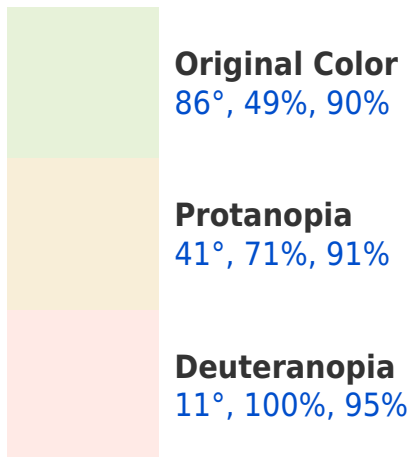 Original Color
86°, 49%, 90%
Protanopia
41°, 71%, 91%
Deuteranopia
11°, 100%, 95%